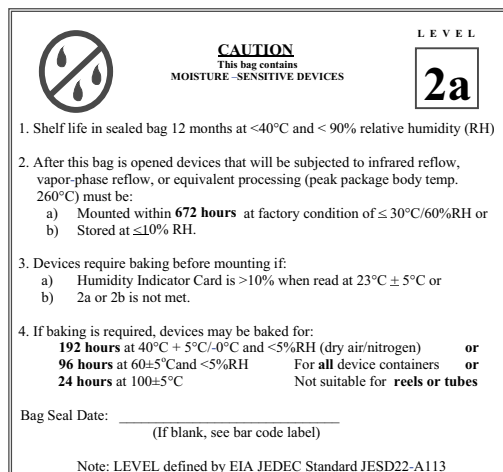 LEVEL
CAUTION
This bag contains
MOISTURE –SENSITIVE DEVICES
2a
1. Shelf life in sealed bag 12 months at <40°C and < 90% relative humidity (RH)
2. After this bag is opened devices that will be subjected to infrared reflow,
vapor-phase reflow, or equivalent processing (peak package body temp.
260°C) must be:
a) Mounted within 672 hours at factory condition of ≤ 30°C/60%RH or
b) Stored at ≤10% RH.
3. Devices require baking before mounting if:
a) Humidity Indicator Card is >10% when read at 23°C ± 5°C or
b) 2a or 2b is not met.
4. If baking is required, devices may be baked for:
192 hours at 40°C + 5°C/-0°C and <5%RH (dry air/nitrogen) or
96 hours at 60±5°Cand <5%RH For all device containers or
24 hours at 100±5°C Not suitable for reels or tubes
Bag Seal Date: ______________________________
(If blank, see bar code label)
Note: LEVEL defined by EIA JEDEC Standard JESD22-A113